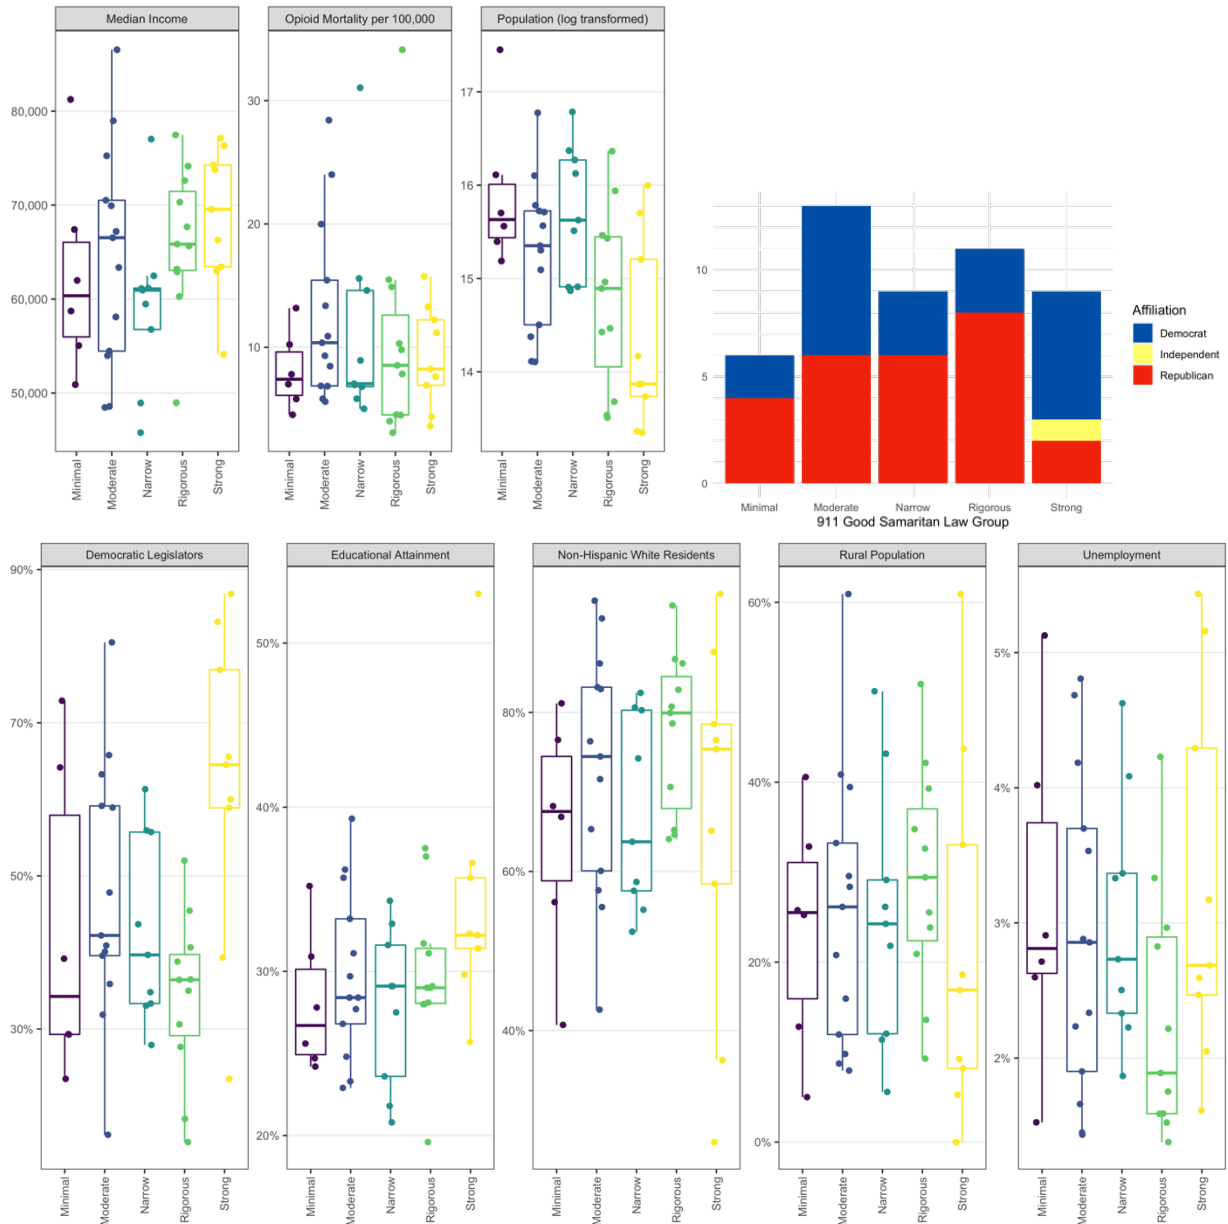 Median Income
Opioid Mortality per 100,000
Population (log transformed)
80,000
70,000
60,000
50,000
30
20
10
17
16
15
14
Minimal
Moderate
Narrow
Rigorous
Strong
Minimal
Moderate
Narrow
Rigorous
Strong
Minimal
Moderate
Narrow
Rigorous
Strong
10
5
0
Minimal Moderate Narrow Rigorous Strong
911 Good Samaritan Law Group
Affiliation
Democrat
Independent
Republican
Democratic Legislators
Educational Attainment
Non-Hispanic White Residents
Rural Population
Unemployment
90%
70%
50%
30%
50%
40%
30%
20%
80%
60%
40%
60%
40%
20%
0%
5%
4%
3%
2%
Minimal
Moderate
Narrow
Rigorous
Strong
Minimal
Moderate
Narrow
Rigorous
Strong
Minimal
Moderate
Narrow
Rigorous
Strong
Minimal
Moderate
Narrow
Rigorous
Strong
Minimal
Moderate
Narrow
Rigorous
Strong